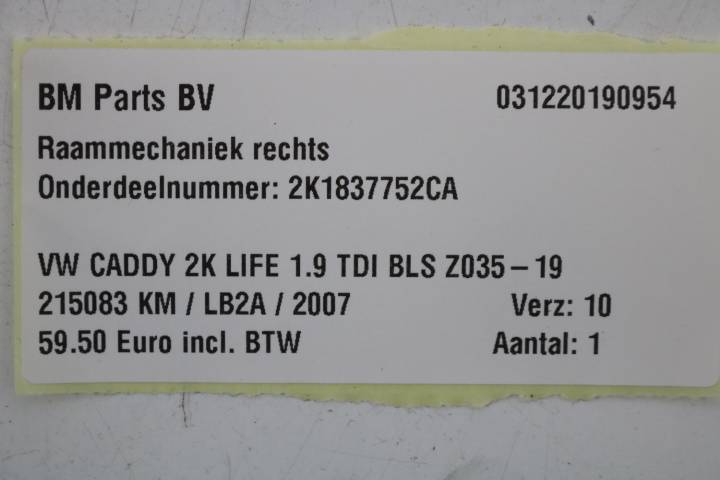 BM Parts BV 031220190954
Raammechaniek rechts
Onderdeelnummer: 2K1837752CA
VW CADDY 2K LIFE 1.9 TDI BLS Z035-19
215083 KM / LB2A / 2007 Verz: 10
59.50 Euro incl. BTW Aantal: 1